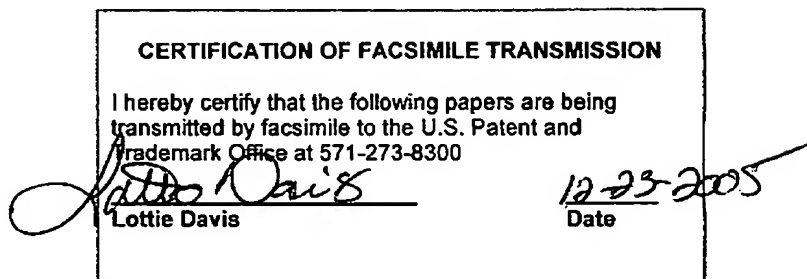 CERTIFICATION OF FACSIMILE TRANSMISSION
I hereby certify that the following papers are being
transmitted by facsimile to the U.S. Patent and
Trademark Office at 571-273-8300
Lottie Davis 12-23-2005
Lottie Davis Date